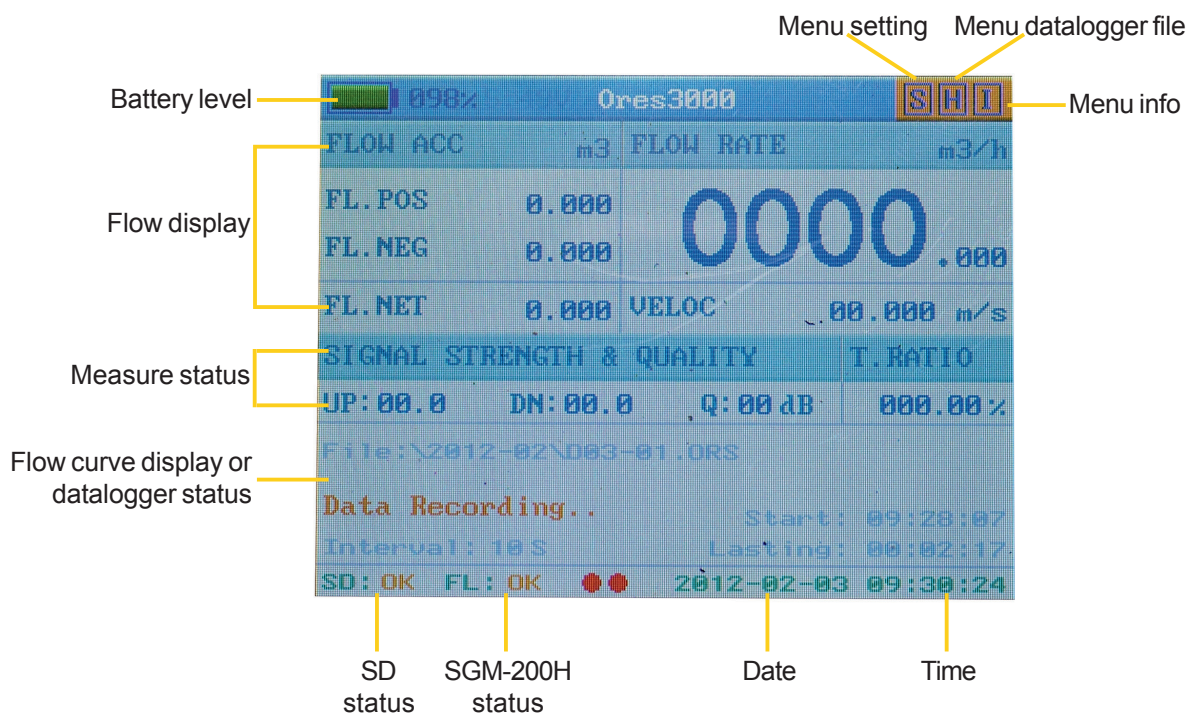 Menu setting Menu datalogger file
Battery level
098% Ores3000 S H I
Menu info
FLOW ACC m3 FLOW RATE m3/h
Flow display
FL.POS 0.000 0000.000
FL.NEG 0.000
FL.NET 0.000 VELOC 00.000 m/s
Measure status
SIGNAL STRENGTH & QUALITY T.RATIO
UP:00.0 DN:00.0 Q:00 dB 000.00%
Flow curve display or
datalogger status
File:\2012-02\D03-01.ORS
Data Recording.. Start: 09:28:07
Interval: 10 S Lasting: 00:02:17
SD: OK FL: OK 2012-02-03 09:30:24
SD
status
SGM-200H
status
Date
Time